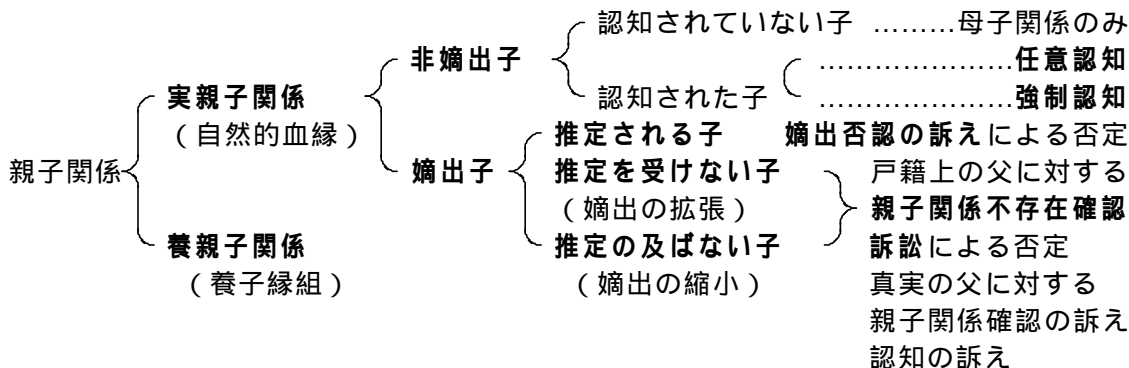 認知されていない子 ………母子関係のみ
非嫡出子
…………………任意認知
実親子関係
認知された子
…………………強制認知
(自然的血縁)
推定される子 嫡出否認の訴えによる否定
親子関係
嫡出子
推定を受けない子
戸籍上の父に対する
(嫡出の拡張)
親子関係不存在確認
養親子関係
推定の及ばない子
訴訟による否定
(養子縁組)
(嫡出の縮小)
真実の父に対する
親子関係確認の訴え
認知の訴え